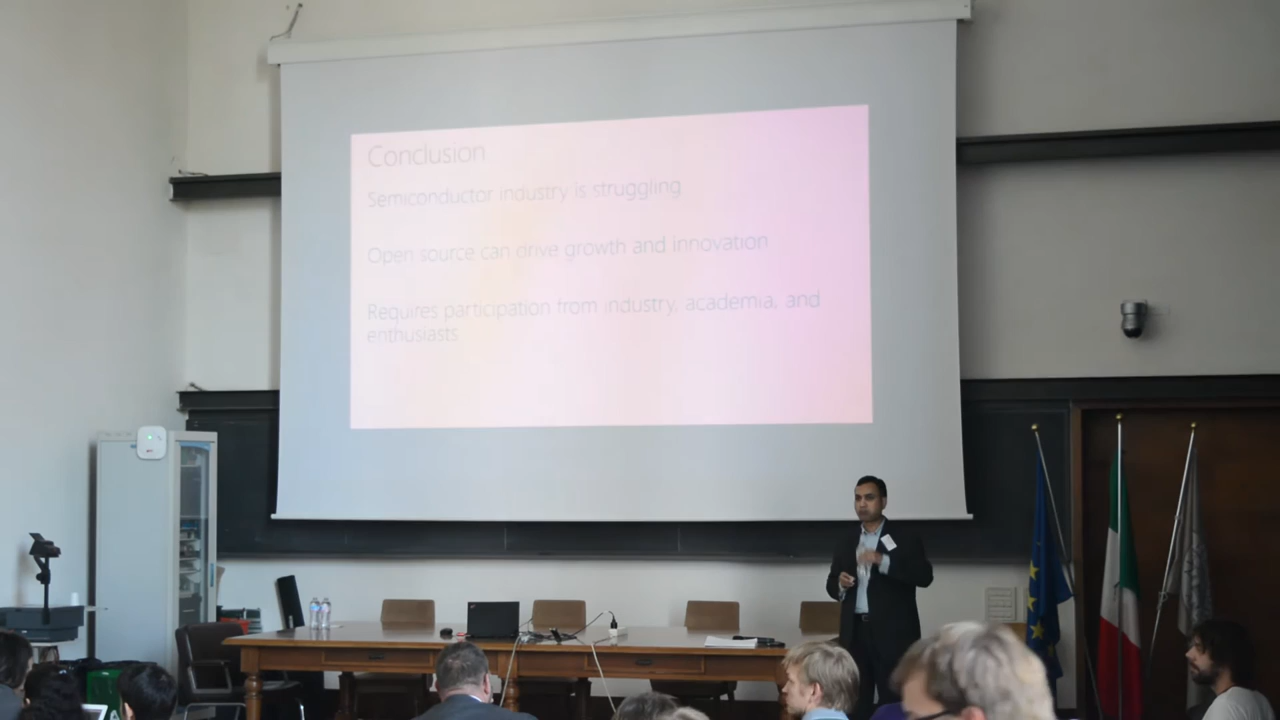 Conclusion
Semiconductor industry is struggling
Open source can drive growth and innovation
Requires participation from industry, academia, and
enthusiasts